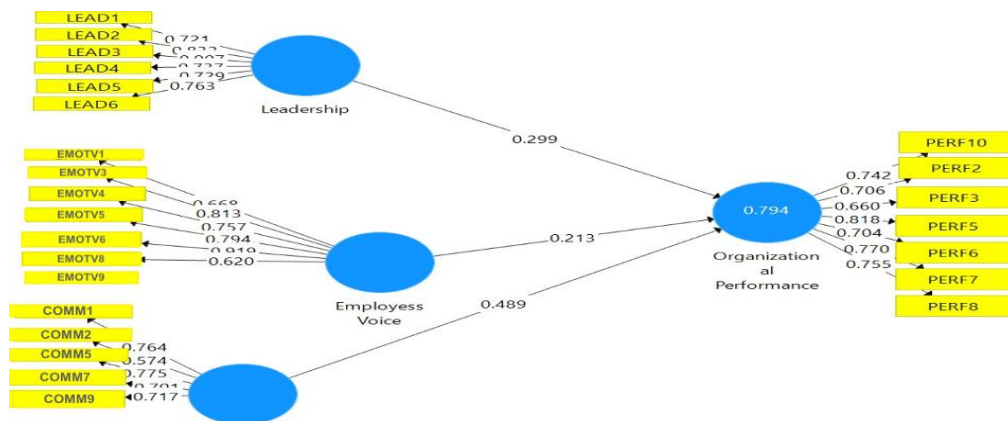 LEAD1
LEAD2
LEAD3
LEAD4
LEAD5
LEAD6
0.721
0.763
Leadership
0.299
EMOTV1
EMOTV3
EMOTV4
EMOTV5
EMOTV6
EMOTV8
EMOTV9
0.813
0.757
0.794
0.620
Employess
Voice
0.213
COMM1
COMM2
COMM5
COMM7
COMM9
0.764
0.574
0.775
0.717
0.489
0.794
Organization
al
Performance
0.742
0.706
0.660
0.818
0.704
0.770
0.755
PERF10
PERF2
PERF3
PERF5
PERF6
PERF7
PERF8